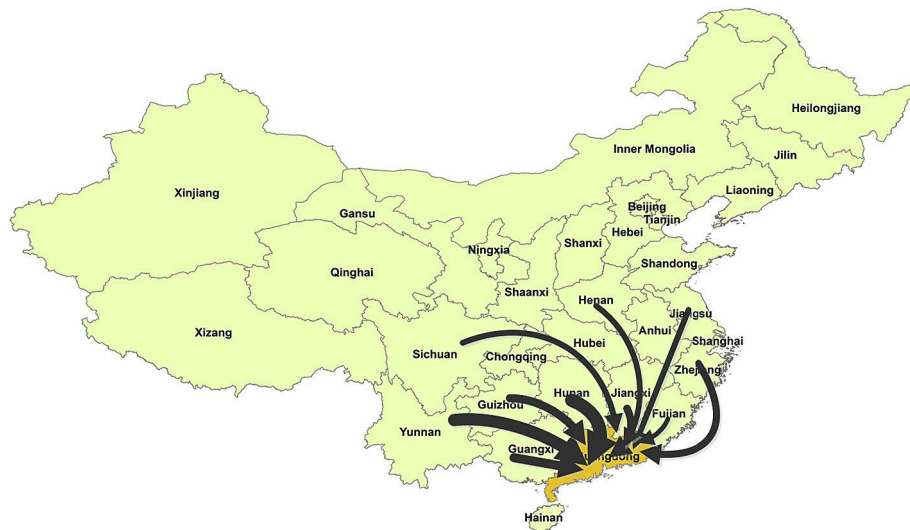 Heilongjiang
Inner Mongolia
Jilin
Liaoning
Xinjiang
Beijing
Tianjin
Gansu
Hebei
Ningxia
Shanxi
Shandong
Qinghai
Shaanxi
Henan
Jiangsu
Xizang
Anhui
Hubei
Shanghai
Sichuan
Chongqing
Zhejiang
Hunan
Jiangxi
Guizhou
Fujian
Yunnan
Guangxi
Guangdong
Hainan